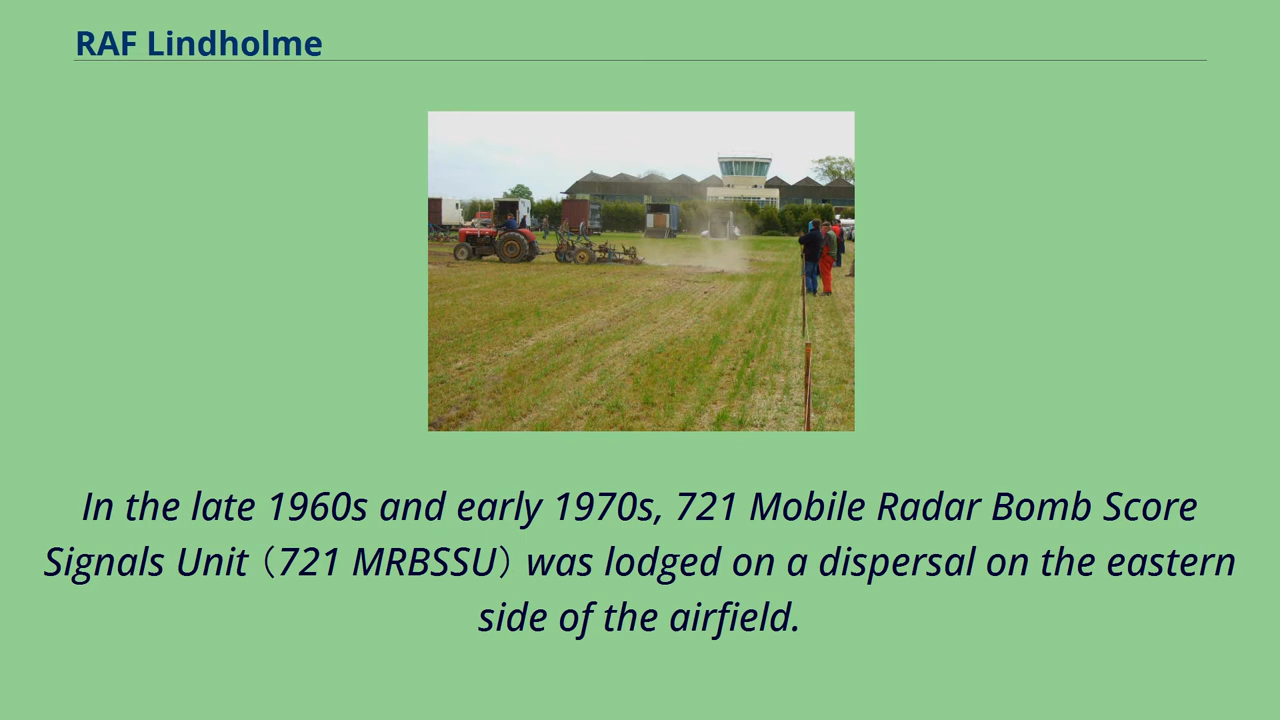 RAF Lindholme
In the late 1960s and early 1970s, 721 Mobile Radar Bomb Score
Signals Unit（721 MRBSSU）was lodged on a dispersal on the eastern
side of the airfield.